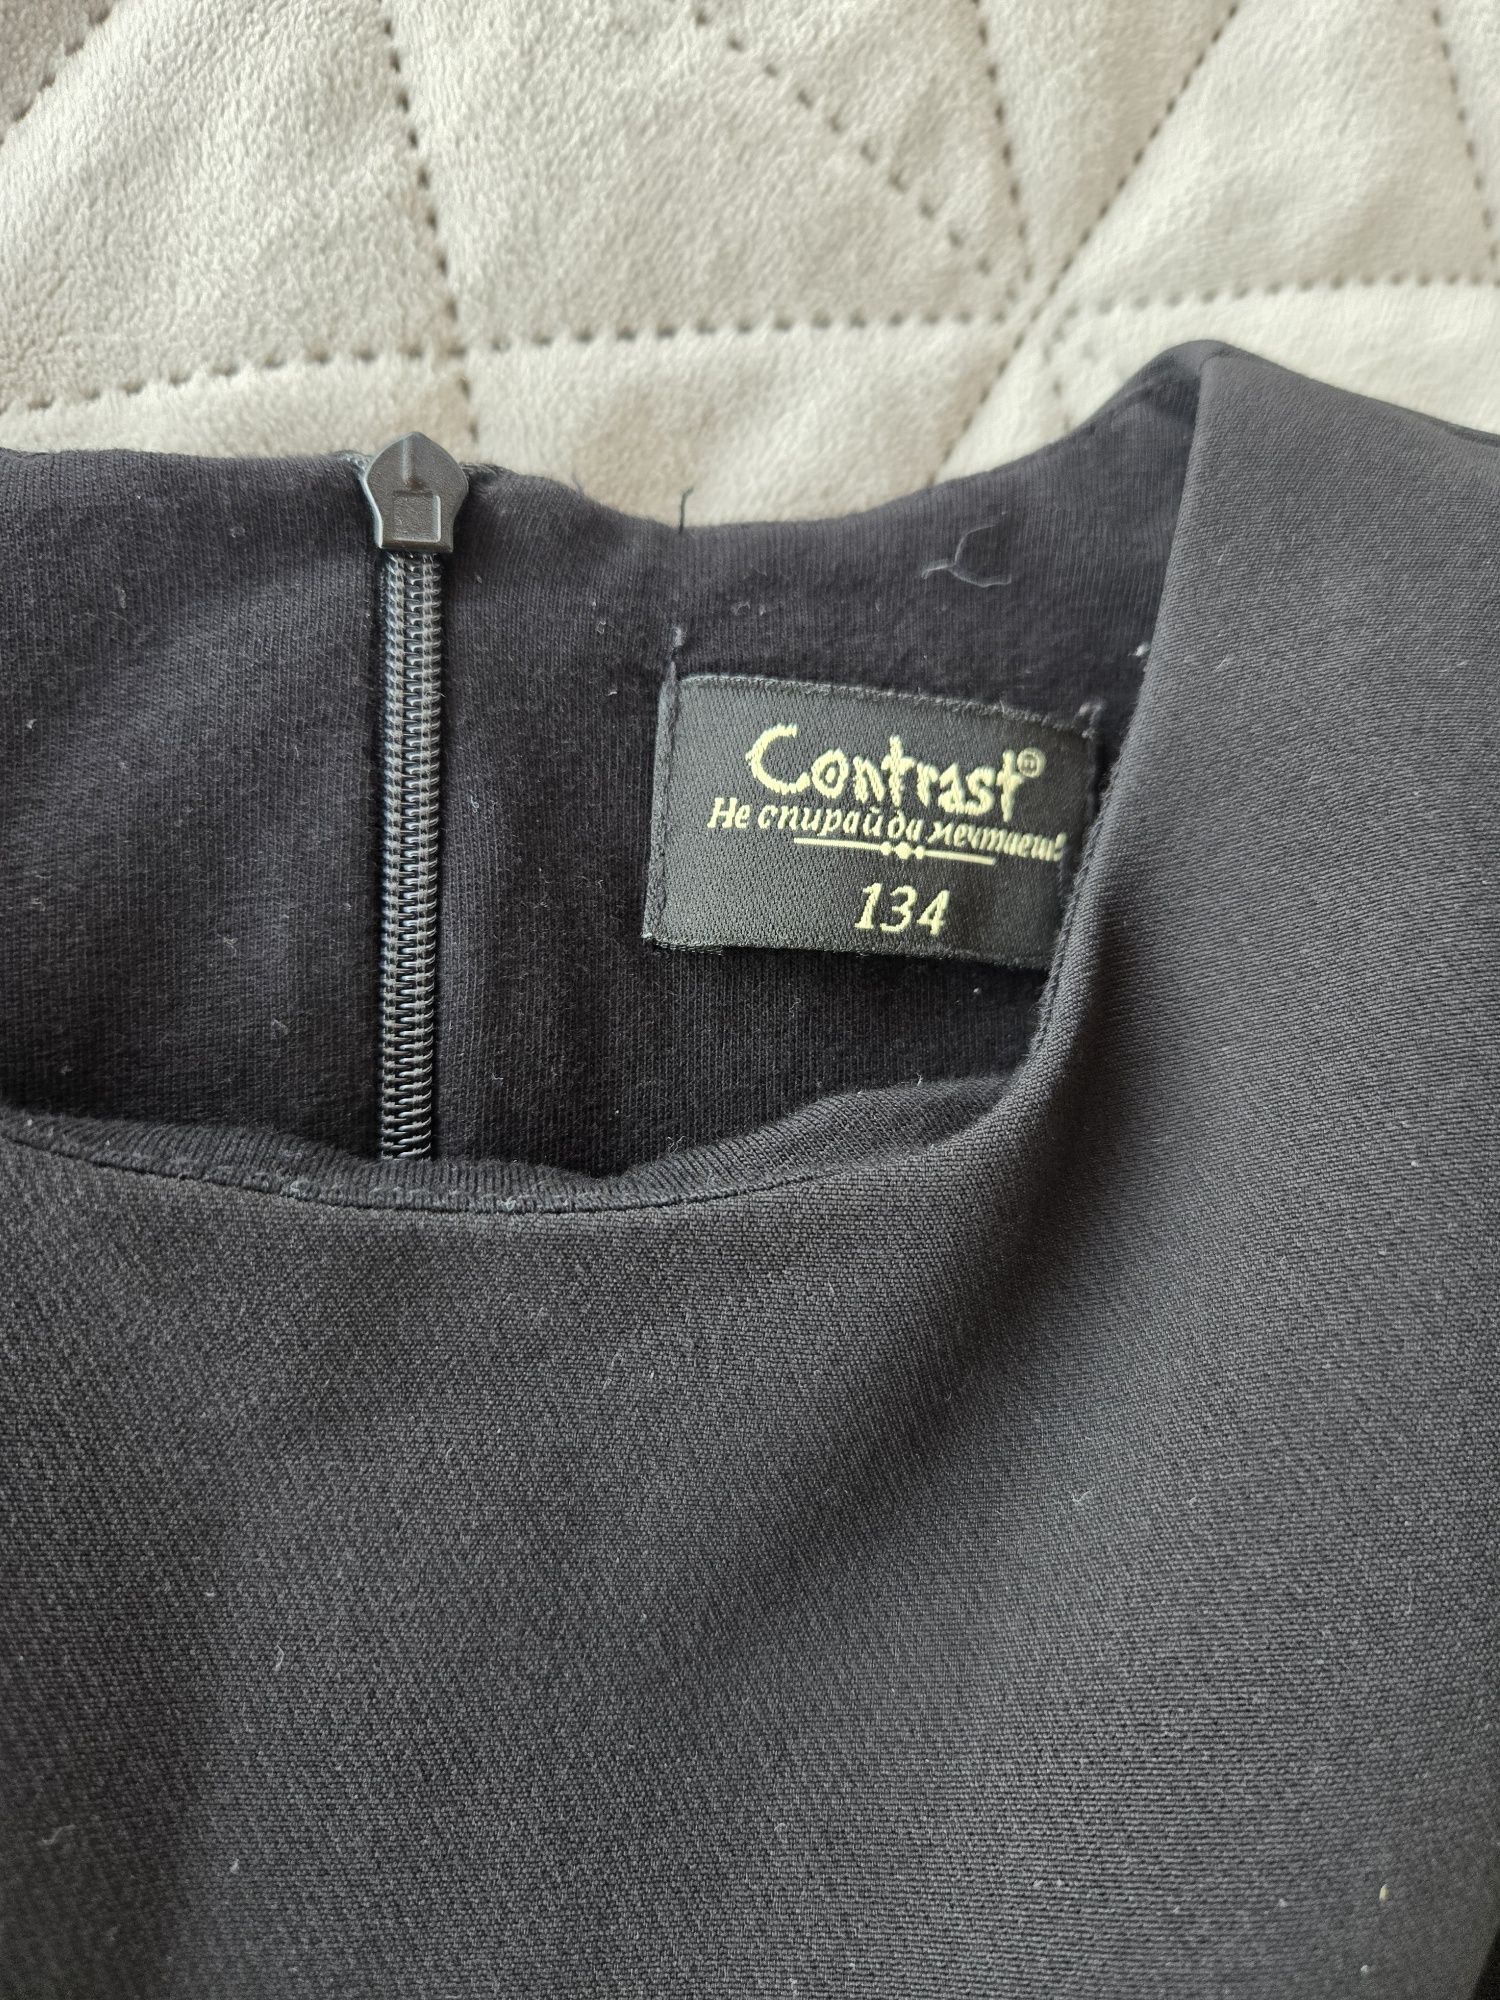 Contrast®
Не спирай да мечтаеш!
134